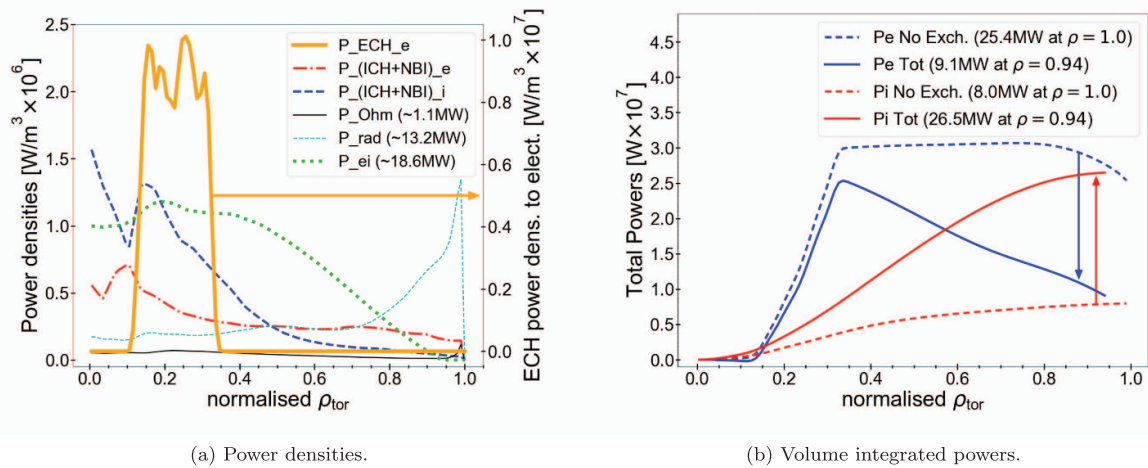 Power densities [W/m³ ×10⁶]
2.5
2.0
1.5
1.0
0.5
0.0
P_ECH_e
P_(ICH+NBI)_e
P_(ICH+NBI)_i
P_Ohm (~1.1MW)
P_rad (~13.2MW)
P_ei (~18.6MW)
1.0
0.8
0.6
0.4
0.2
0.0
ECH power dens. to elect. [W/m³ ×10⁷]
0.0 0.2 0.4 0.6 0.8 1.0
normalised ρtor
(a) Power densities.
Total Powers [W×10⁷]
4.5
4.0
3.5
3.0
2.5
2.0
1.5
1.0
0.5
0.0
Pe No Exch. (25.4MW at ρ = 1.0)
Pe Tot (9.1MW at ρ = 0.94)
Pi No Exch. (8.0MW at ρ = 1.0)
Pi Tot (26.5MW at ρ = 0.94)
0.0 0.2 0.4 0.6 0.8 1.0
normalised ρtor
(b) Volume integrated powers.